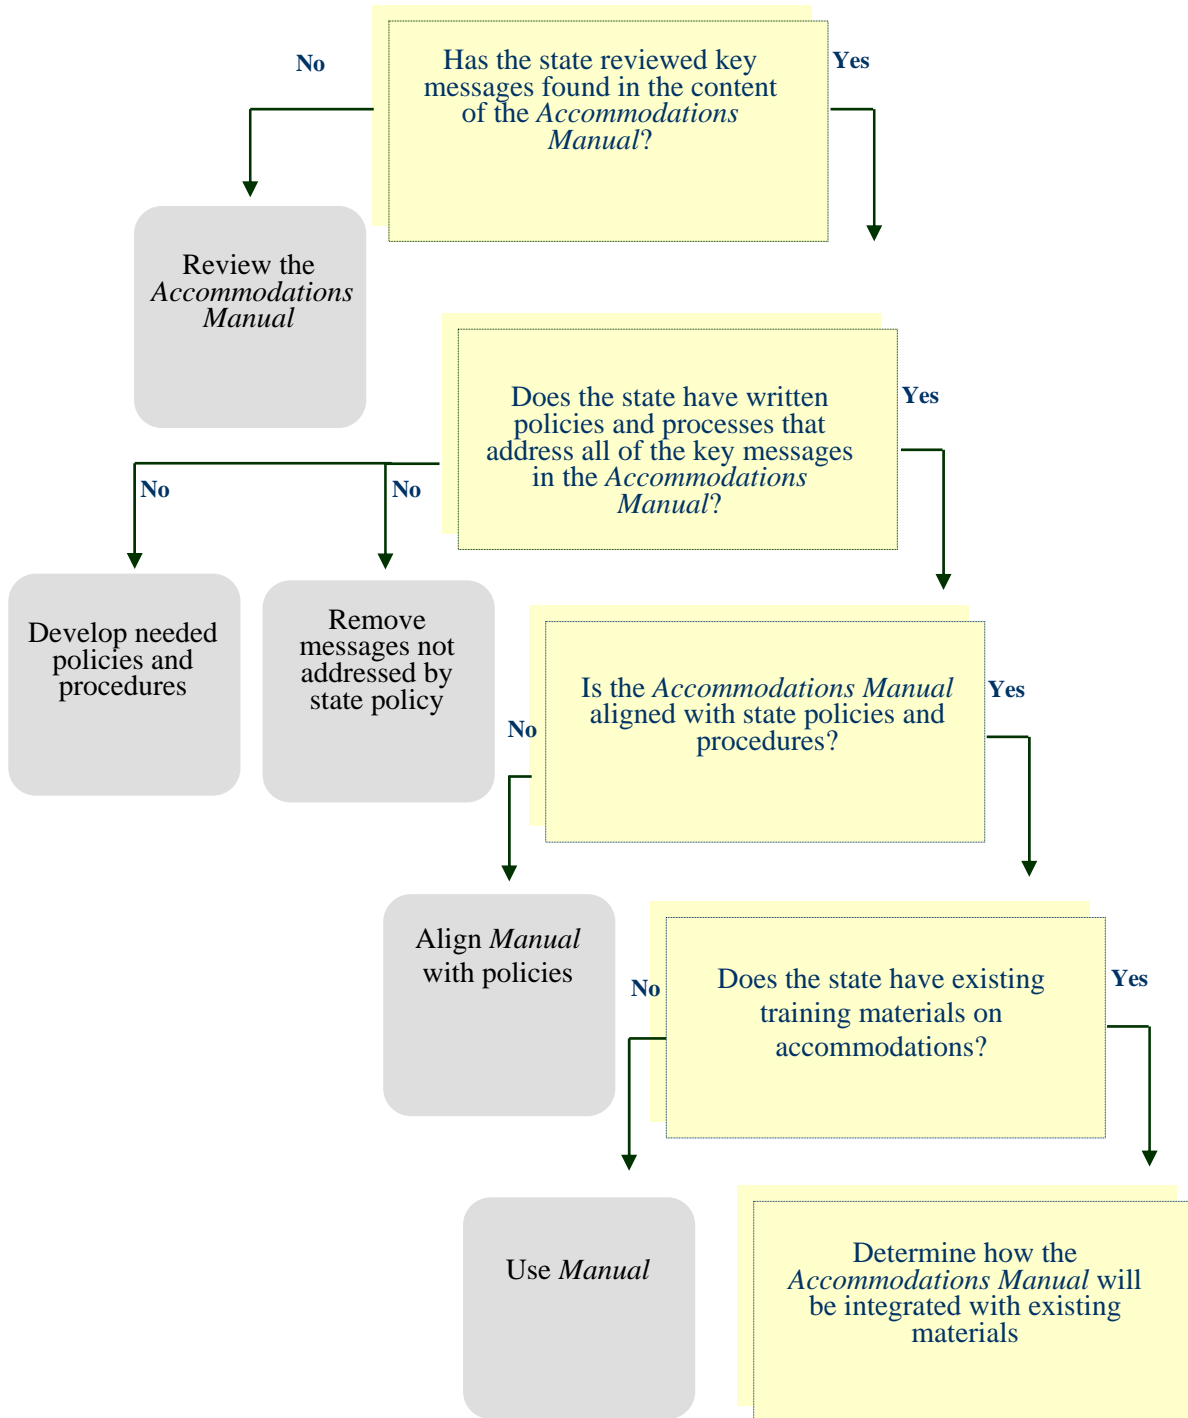 No
Has the state reviewed key
messages found in the content
of the Accommodations
Manual?
Yes
Review the
Accommodations
Manual
Does the state have written
policies and processes that
address all of the key messages
in the Accommodations
Manual?
Yes
No
No
Develop needed
policies and
procedures
Remove
messages not
addressed by
state policy
Is the Accommodations Manual
aligned with state policies and
procedures?
Yes
No
Align Manual
with policies
Does the state have existing
training materials on
accommodations?
Yes
No
Use Manual
Determine how the
Accommodations Manual will
be integrated with existing
materials